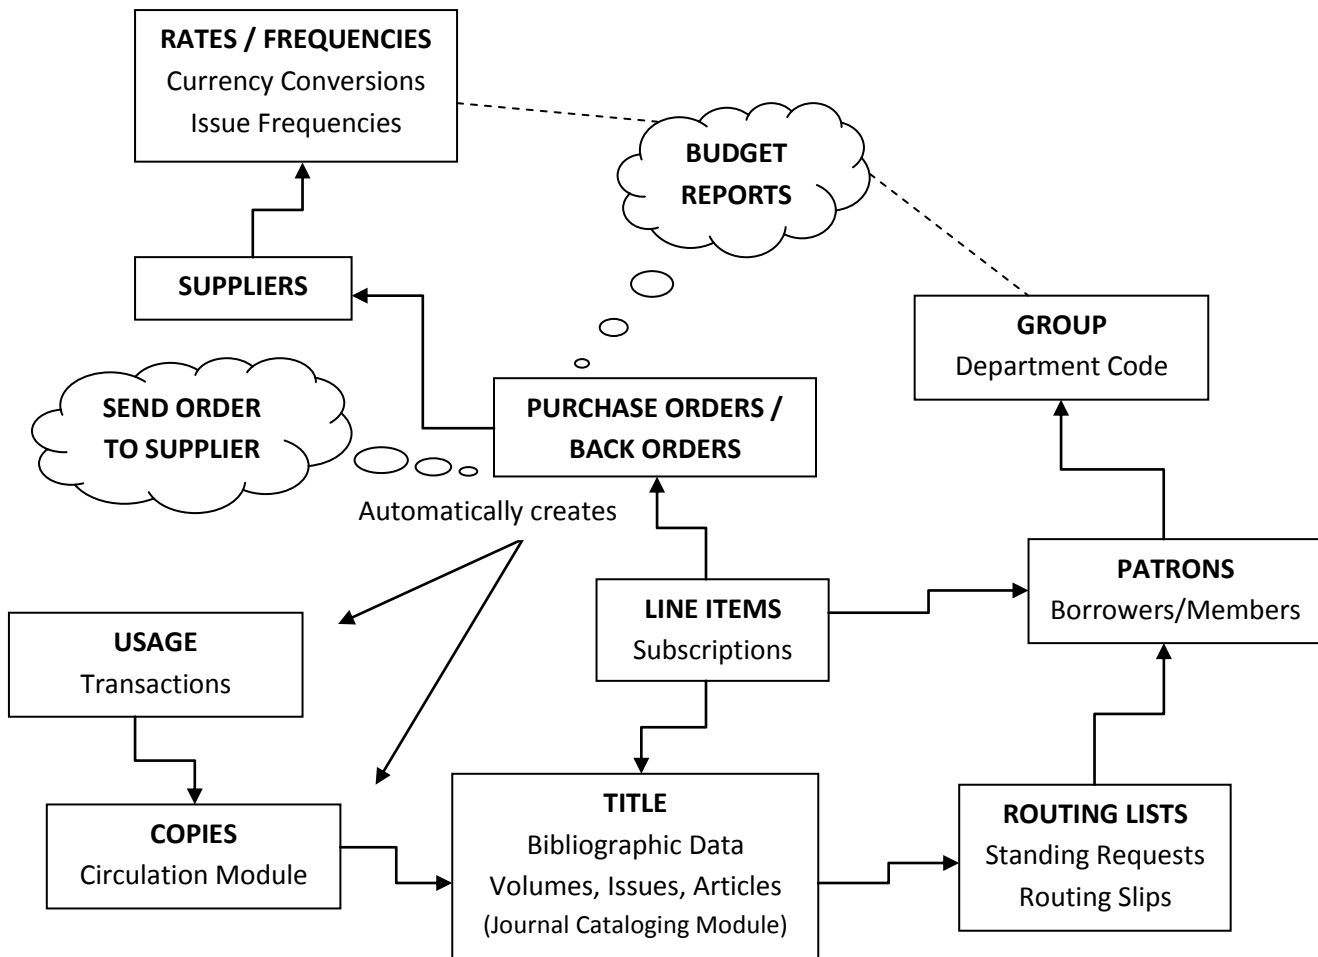 RATES / FREQUENCIES
Currency Conversions
Issue Frequencies
BUDGET
REPORTS
SUPPLIERS
GROUP
Department Code
SEND ORDER
TO SUPPLIER
PURCHASE ORDERS /
BACK ORDERS
Automatically creates
PATRONS
Borrowers/Members
LINE ITEMS
Subscriptions
USAGE
Transactions
COPIES
Circulation Module
TITLE
Bibliographic Data
Volumes, Issues, Articles
(Journal Cataloging Module)
ROUTING LISTS
Standing Requests
Routing Slips